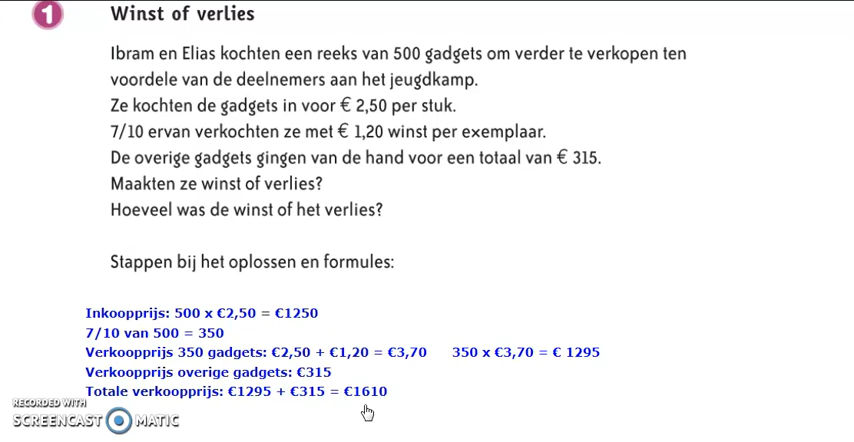 1 Winst of verlies
Ibram en Elias kochten een reeks van 500 gadgets om verder te verkopen ten
voordele van de deelnemers aan het jeugdkamp.
Ze kochten de gadgets in voor € 2,50 per stuk.
7/10 ervan verkochten ze met € 1,20 winst per exemplaar.
De overige gadgets gingen van de hand voor een totaal van € 315.
Maakten ze winst of verlies?
Hoeveel was de winst of het verlies?
Stappen bij het oplossen en formules:
Inkoopprijs: 500 x €2,50 = €1250
7/10 van 500 = 350
Verkoopprijs 350 gadgets: €2,50 + €1,20 = €3,70 350 x €3,70 = € 1295
Verkoopprijs overige gadgets: €315
Totale verkoopprijs: €1295 + €315 = €1610
RECORDED WITH
SCREENCAST MATIC